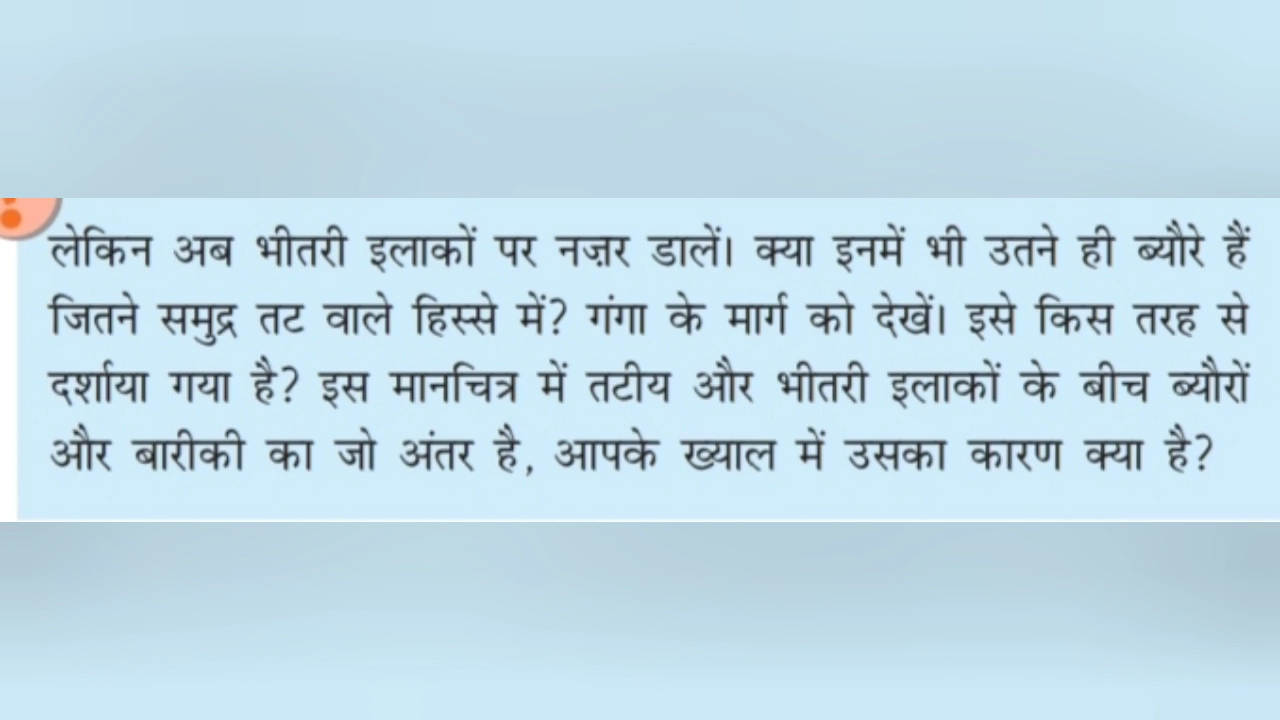 लेकिन अब भीतरी इलाकों पर नज़र डालें। क्या इनमें भी उतने ही ब्यौरे हैं
जितने समुद्र तट वाले हिस्से में? गंगा के मार्ग को देखें। इसे किस तरह से
दर्शाया गया है? इस मानचित्र में तटीय और भीतरी इलाकों के बीच ब्यौरों
और बारीकी का जो अंतर है, आपके ख्याल में उसका कारण क्या है?